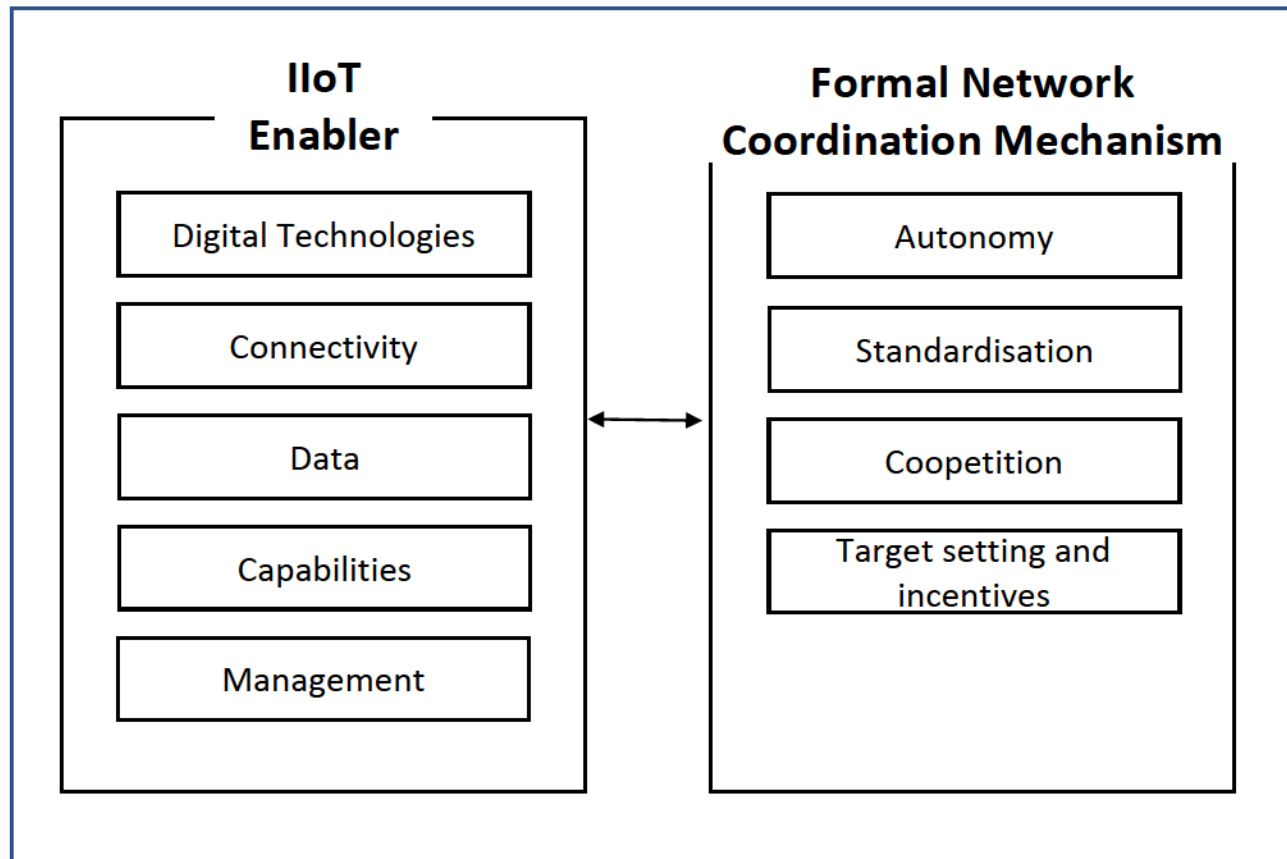 IIoT
Enabler
Digital Technologies
Connectivity
Data
Capabilities
Management
Formal Network
Coordination Mechanism
Autonomy
Standardisation
Coopetition
Target setting and
incentives